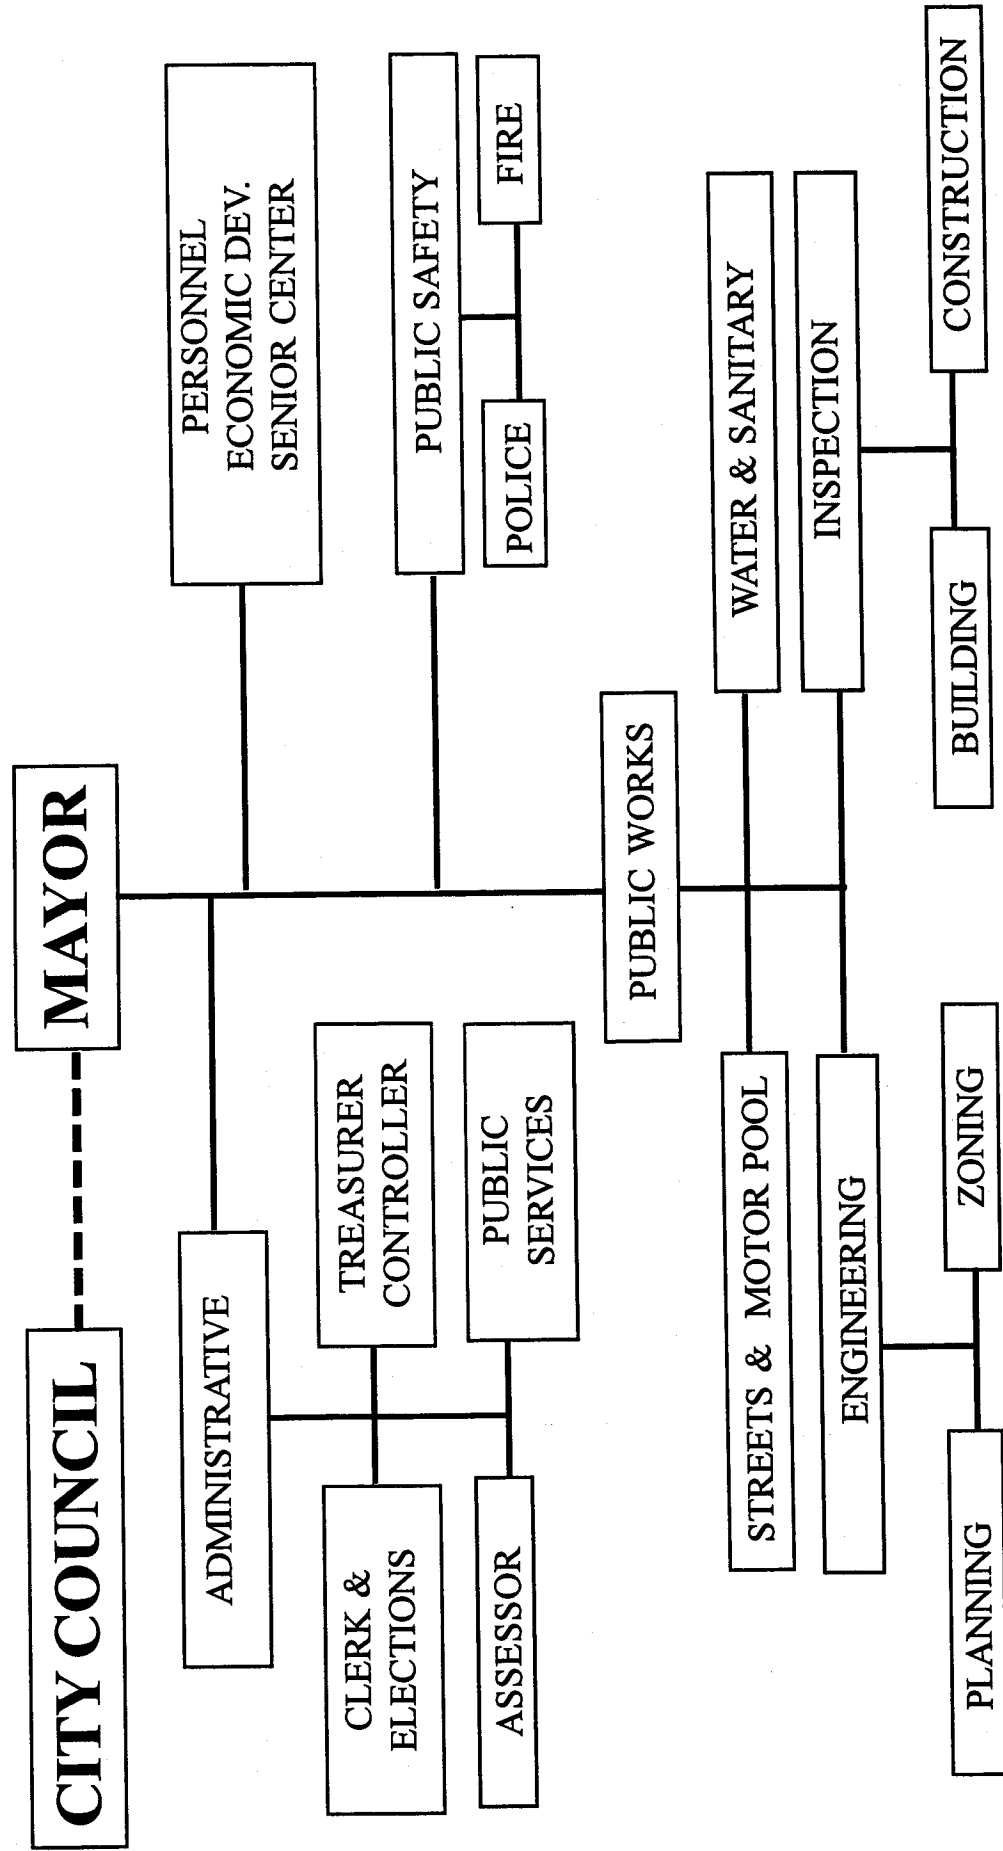 CITY COUNCIL
MAYOR
ADMINISTRATIVE
PERSONNEL
ECONOMIC DEV.
SENIOR CENTER
CLERK &
ELECTIONS
TREASURER
CONTROLLER
ASSESSOR
PUBLIC
SERVICES
PUBLIC SAFETY
POLICE
FIRE
PUBLIC WORKS
STREETS & MOTOR POOL
WATER & SANITARY
ENGINEERING
INSPECTION
PLANNING
ZONING
BUILDING
CONSTRUCTION